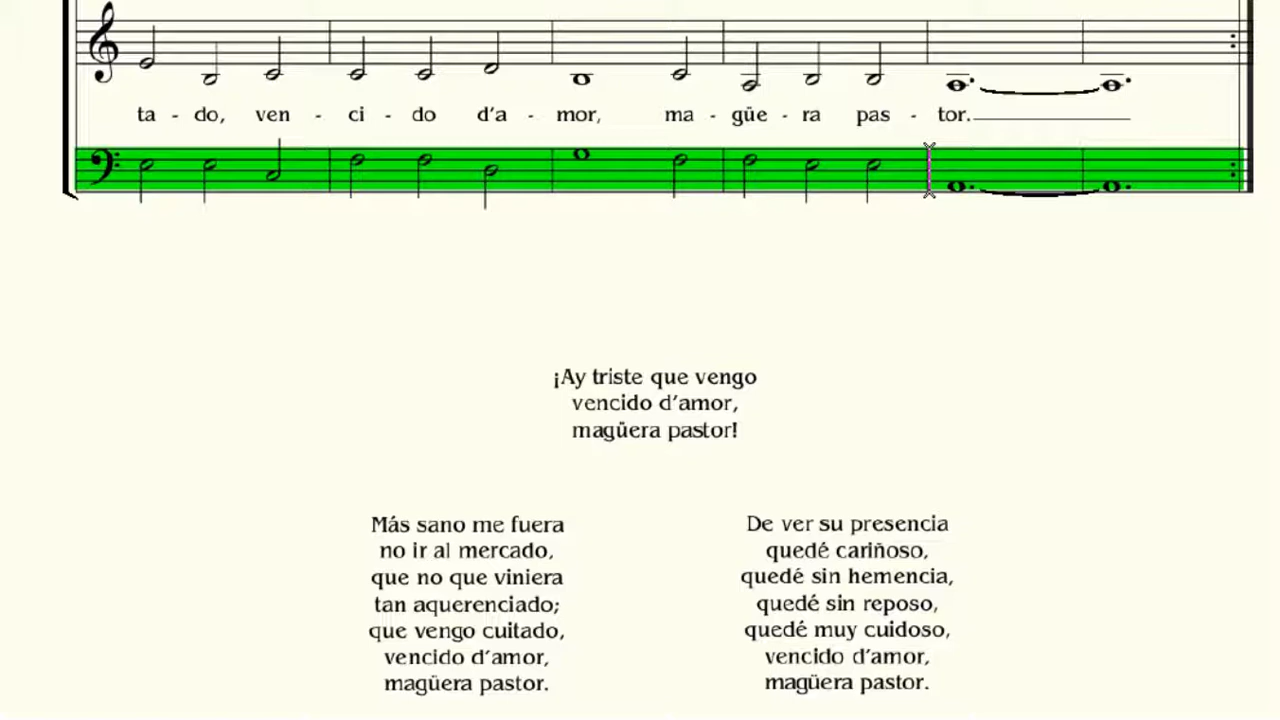 ta - do, ven - ci - do d'a - mor, ma - güe - ra pas - tor.
¡Ay triste que vengo
vencido d'amor,
magüera pastor!
Más sano me fuera
no ir al mercado,
que no que viniera
tan aquerenciado;
que vengo cuitado,
vencido d'amor,
magüera pastor.
De ver su presencia
quedé cariñoso,
quedé sin hemencia,
quedé sin reposo,
quedé muy cuidoso,
vencido d'amor,
magüera pastor.